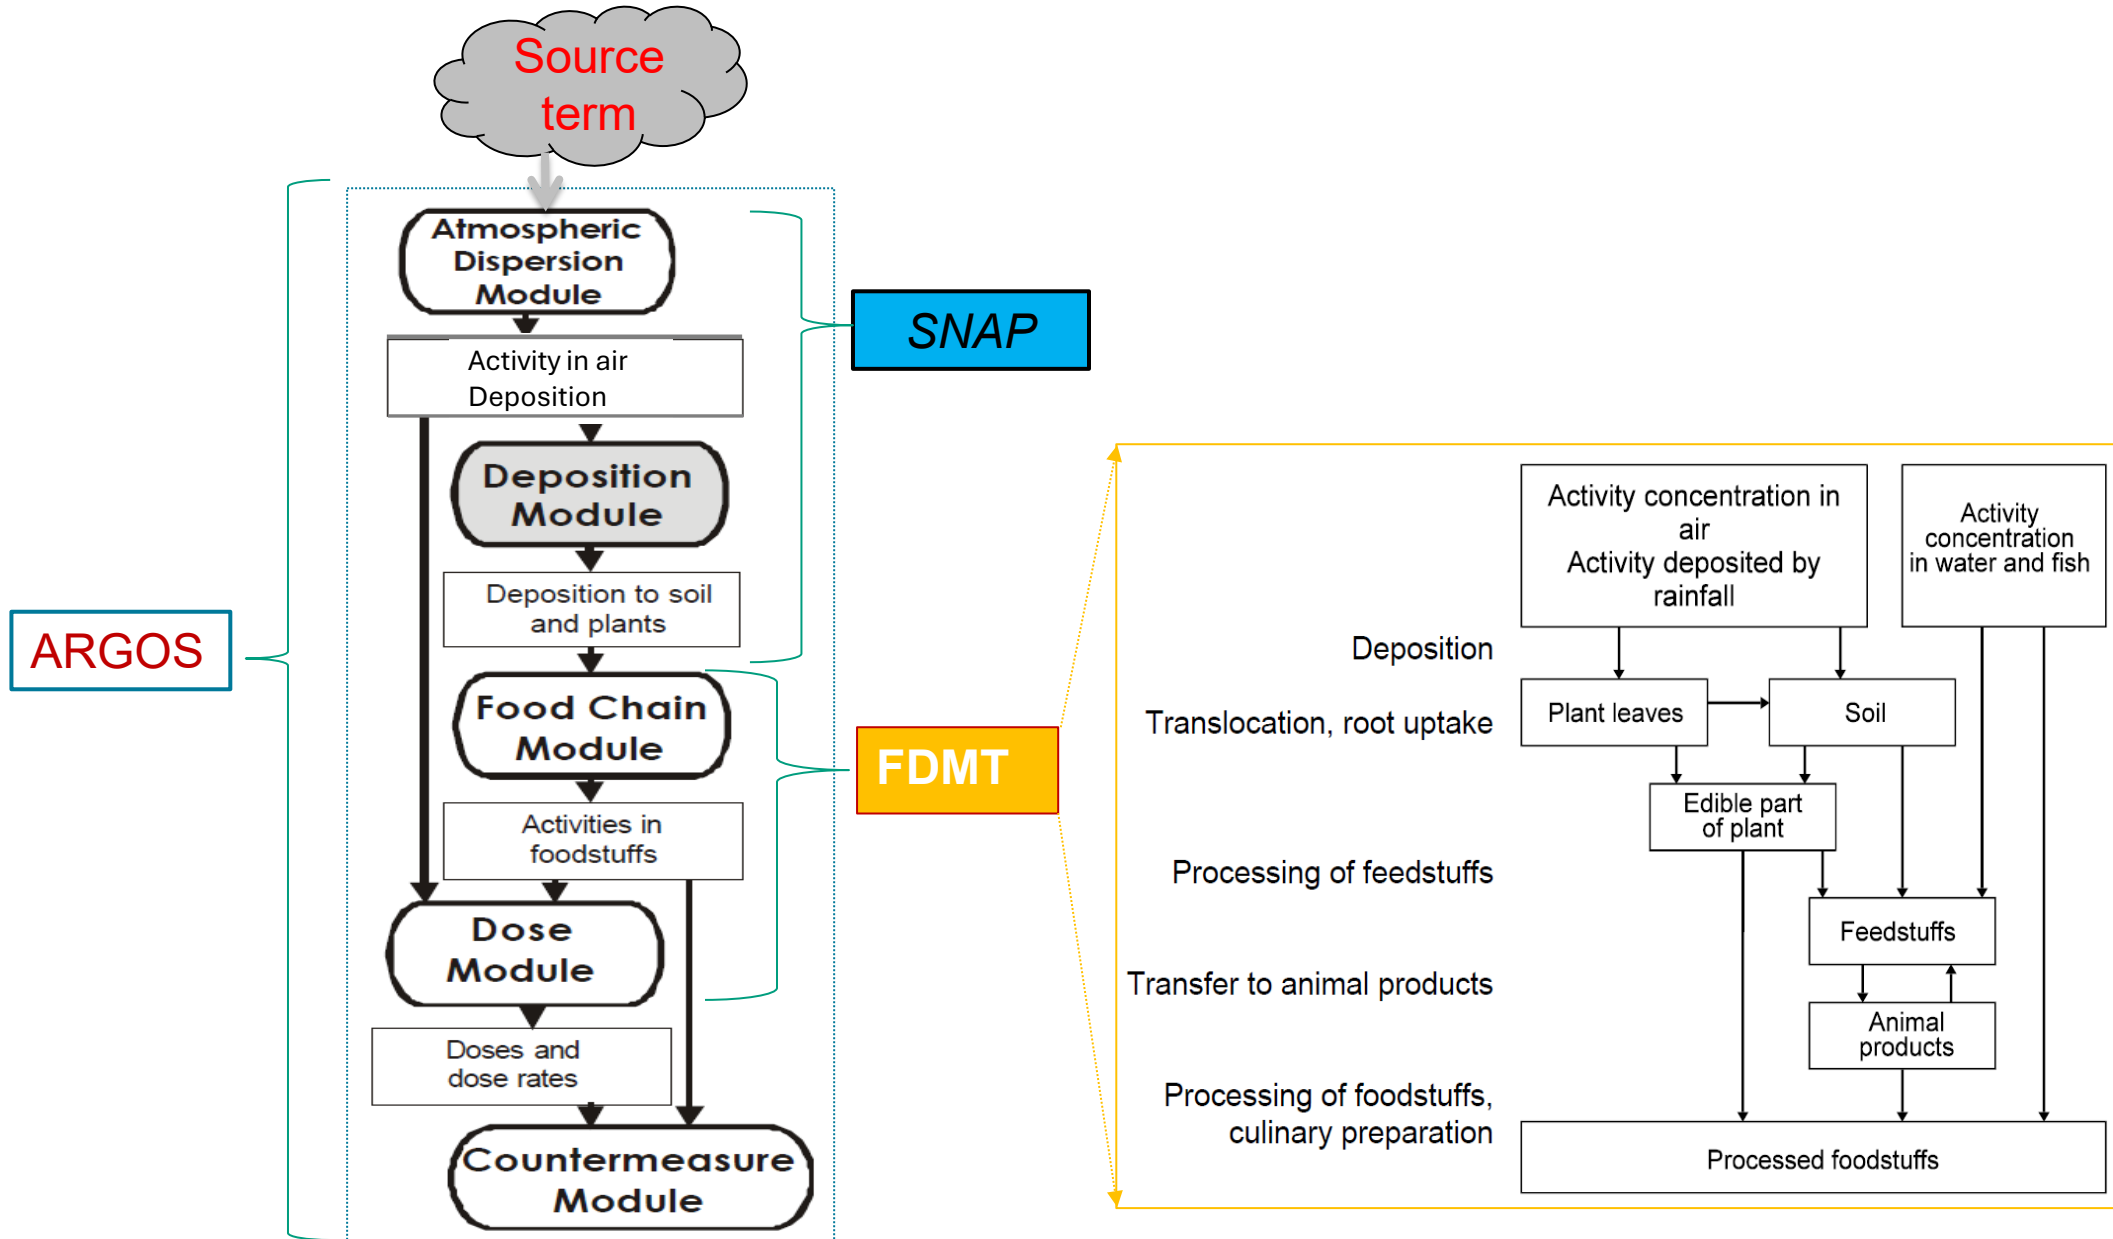 Source
term
Atmospheric
Dispersion
Module
Activity in air
Deposition
Deposition
Module
Deposition to soil
and plants
Food Chain
Module
Activities in
foodstuffs
Dose
Module
Doses and
dose rates
Countermeasure
Module
ARGOS
SNAP
FDMT
Deposition
Translocation, root uptake
Processing of feedstuffs
Transfer to animal products
Processing of foodstuffs,
culinary preparation
Activity concentration in
air
Activity deposited by
rainfall
Activity
concentration
in water and fish
Plant leaves
Soil
Edible part
of plant
Feedstuffs
Animal
products
Processed foodstuffs